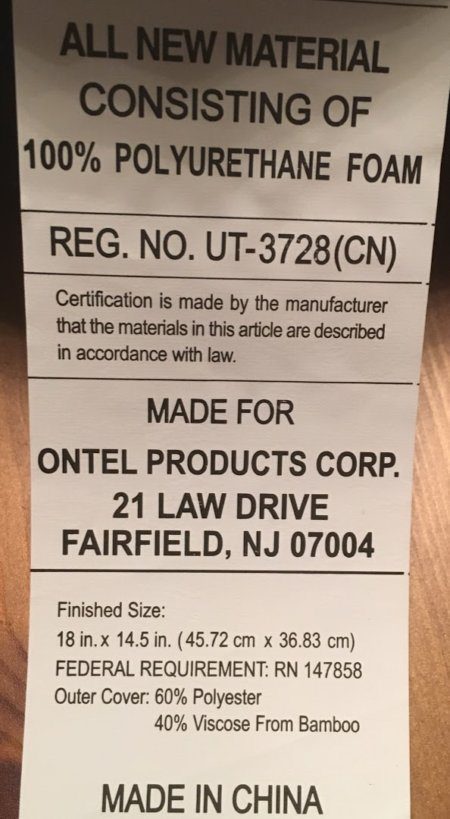 ALL NEW MATERIAL
CONSISTING OF
100% POLYURETHANE FOAM
REG. NO. UT-3728(CN)
Certification is made by the manufacturer
that the materials in this article are described
in accordance with law.
MADE FOR
ONTEL PRODUCTS CORP.
21 LAW DRIVE
FAIRFIELD, NJ 07004
Finished Size:
18 in. x 14.5 in. (45.72 cm x 36.83 cm)
FEDERAL REQUIREMENT: RN 147858
Outer Cover: 60% Polyester
40% Viscose From Bamboo
MADE IN CHINA